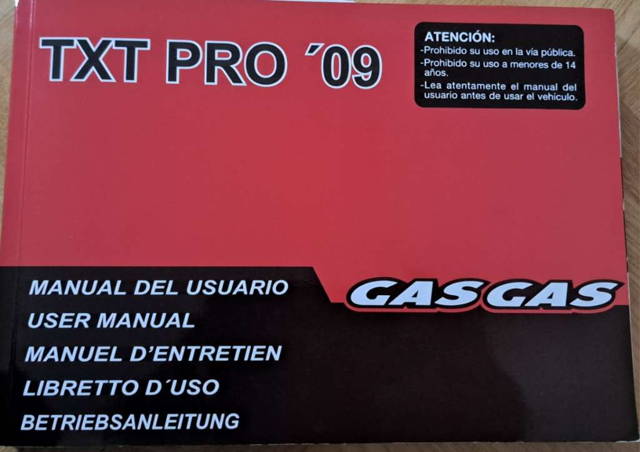 TXT PRO ´09
ATENCIÓN:
-Prohibido su uso en la vía pública.
-Prohibido su uso a menores de 14
años.
-Lea atentamente el manual del
usuario antes de usar el vehículo.
MANUAL DEL USUARIO
USER MANUAL
MANUEL D'ENTRETIEN
LIBRETTO D´USO
BETRIEBSANLEITUNG
GAS GAS